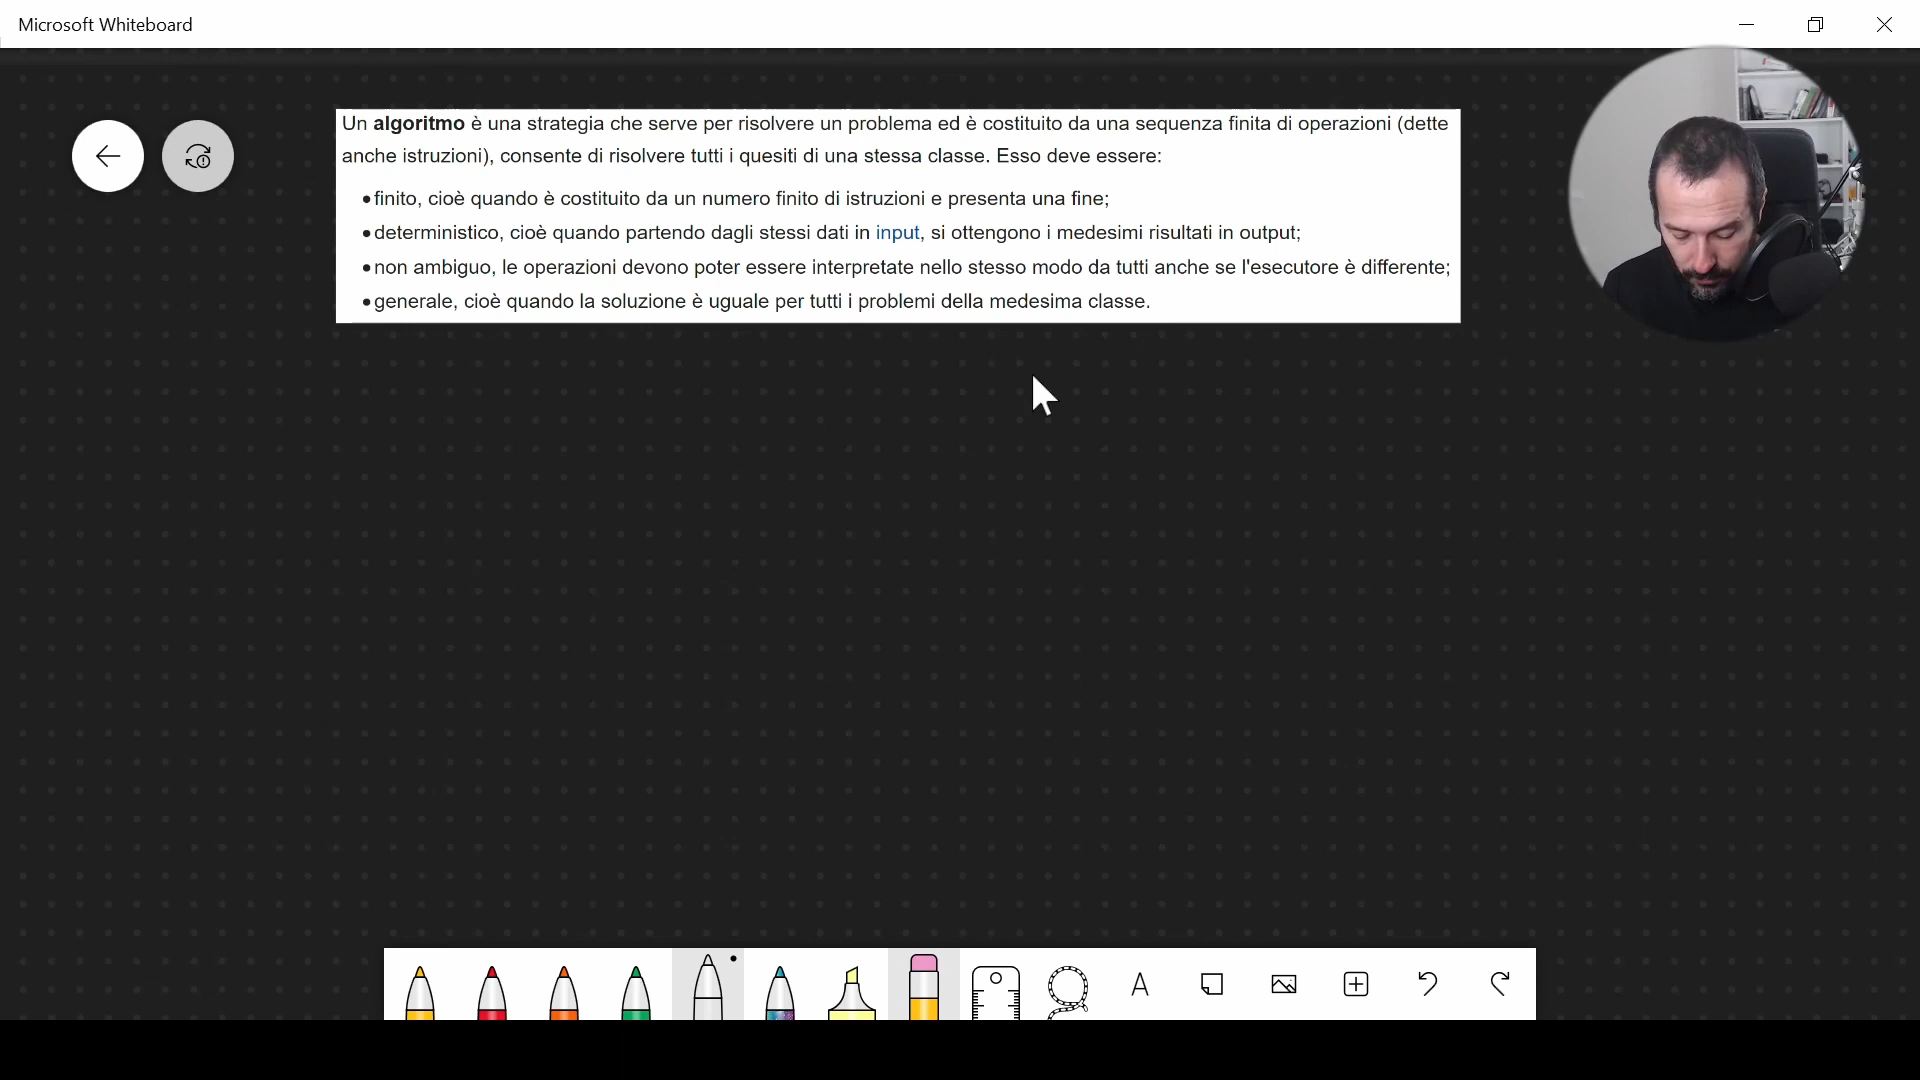 Microsoft Whiteboard
Un algoritmo è una strategia che serve per risolvere un problema ed è costituito da una sequenza finita di operazioni (dette
anche istruzioni), consente di risolvere tutti i quesiti di una stessa classe. Esso deve essere:
• finito, cioè quando è costituito da un numero finito di istruzioni e presenta una fine;
• deterministico, cioè quando partendo dagli stessi dati in input, si ottengono i medesimi risultati in output;
• non ambiguo, le operazioni devono poter essere interpretate nello stesso modo da tutti anche se l'esecutore è differente;
• generale, cioè quando la soluzione è uguale per tutti i problemi della medesima classe.